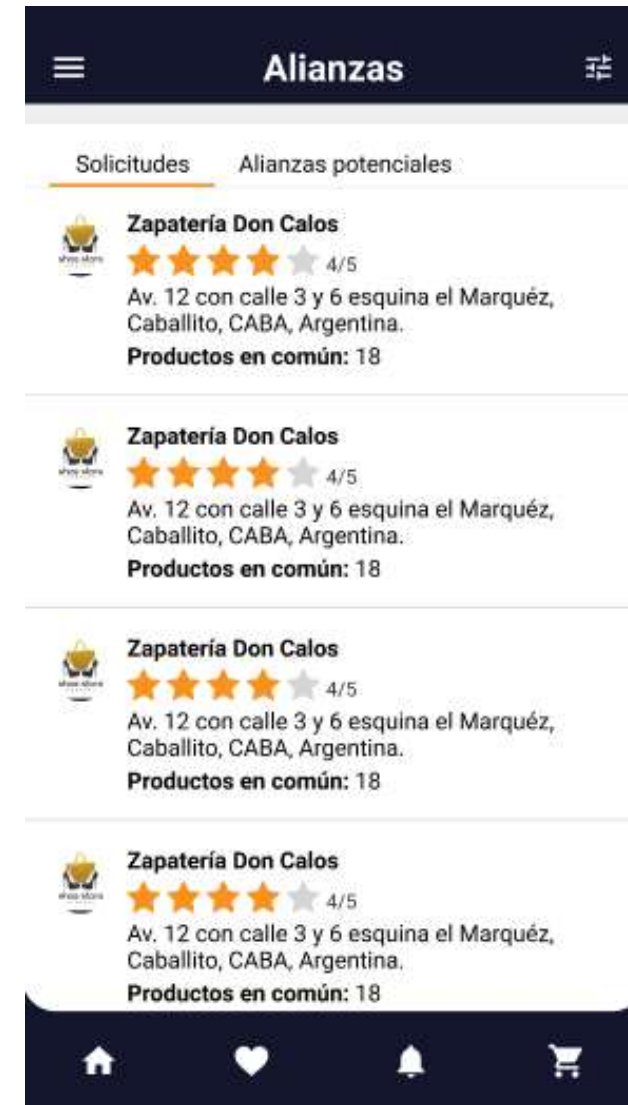 Alianzas
Solicitudes
Alianzas potenciales
Zapatería Don Calos
4/5
Av. 12 con calle 3 y 6 esquina el Marquéz,
Caballito, CABA, Argentina.
Productos en común: 18
Zapatería Don Calos
4/5
Av. 12 con calle 3 y 6 esquina el Marquéz,
Caballito, CABA, Argentina.
Productos en común: 18
Zapatería Don Calos
4/5
Av. 12 con calle 3 y 6 esquina el Marquéz,
Caballito, CABA, Argentina.
Productos en común: 18
Zapatería Don Calos
4/5
Av. 12 con calle 3 y 6 esquina el Marquéz,
Caballito, CABA, Argentina.
Productos en común: 18